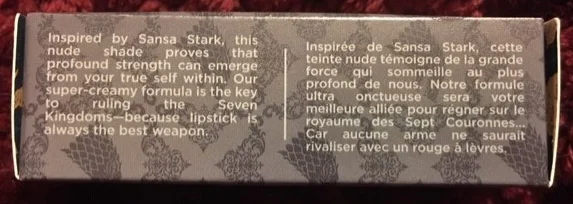 Inspired by Sansa Stark, this
nude shade proves that
profound strength can emerge
from your true self within. Our
super-creamy formula is the key
to ruling the Seven
Kingdoms—because lipstick is
always the best weapon.
Inspirée de Sansa Stark, cette
teinte nude témoigne de la grande
force qui sommeille au plus
profond de nous. Notre formule
ultra onctueuse sera votre
meilleure alliée pour régner sur le
royaume des Sept Couronnes...
Car aucune arme ne saurait
rivaliser avec un rouge à lèvres.